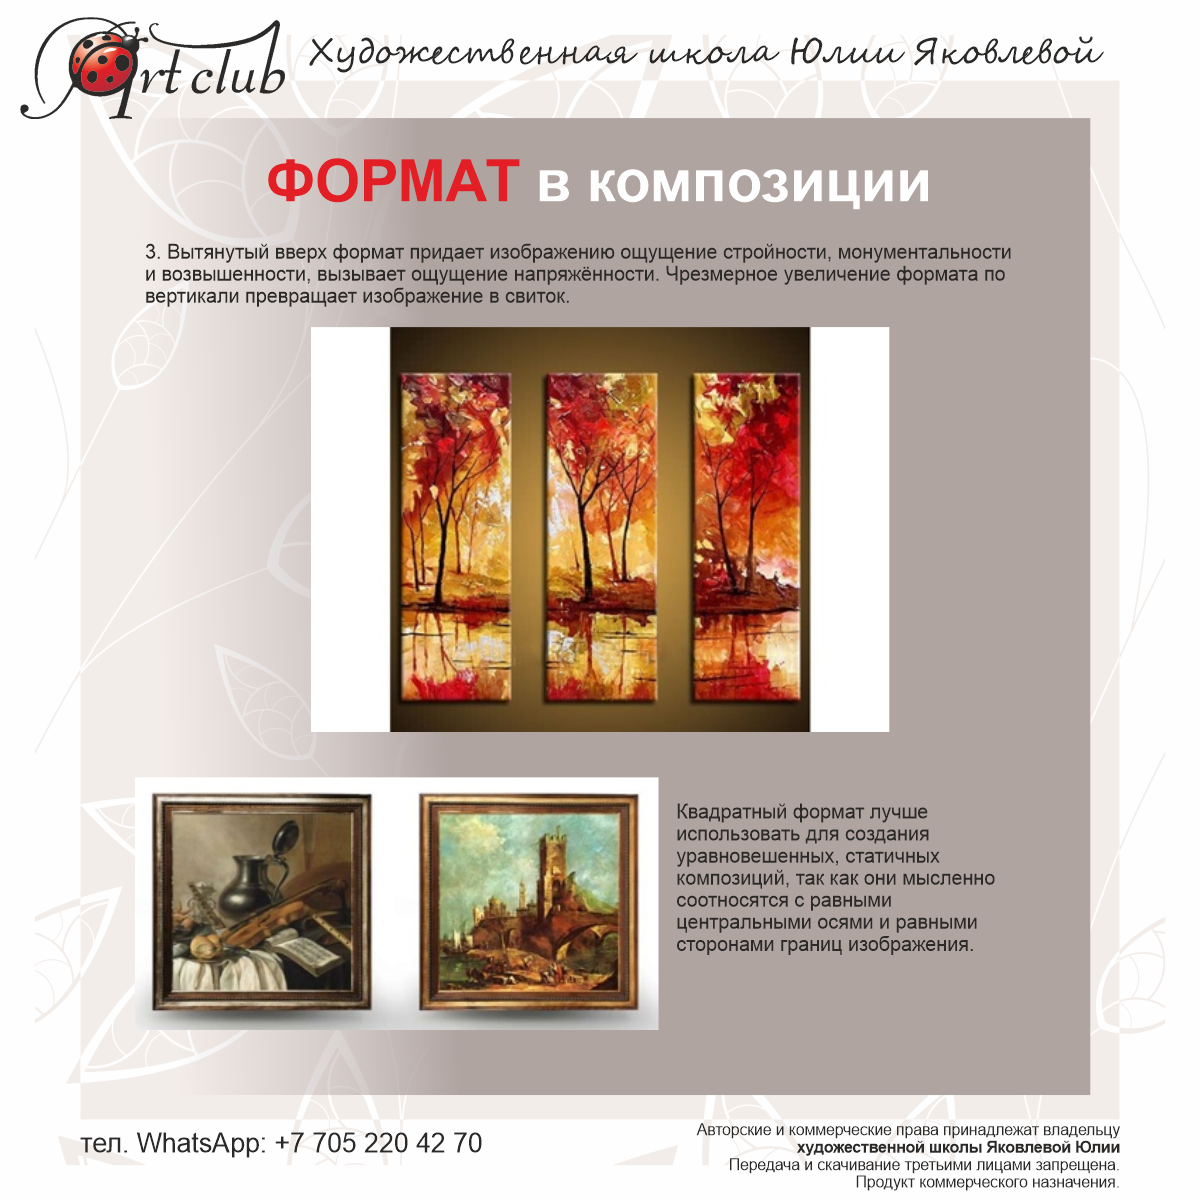 Art club
Художественная школа Юлии Яковлевой
ФОРМАТ в композиции
3. Вытянутый вверх формат придает изображению ощущение стройности, монументальности
и возвышенности, вызывает ощущение напряжённости. Чрезмерное увеличение формата по
вертикали превращает изображение в свиток.
Квадратный формат лучше
использовать для создания
уравновешенных, статичных
композиций, так как они мысленно
соотносятся с равными
центральными осями и равными
сторонами границ изображения.
тел. WhatsApp: +7 705 220 42 70
Авторские и коммерческие права принадлежат владельцу
художественной школы Яковлевой Юлии
Передача и скачивание третьими лицами запрещена.
Продукт коммерческого назначения.